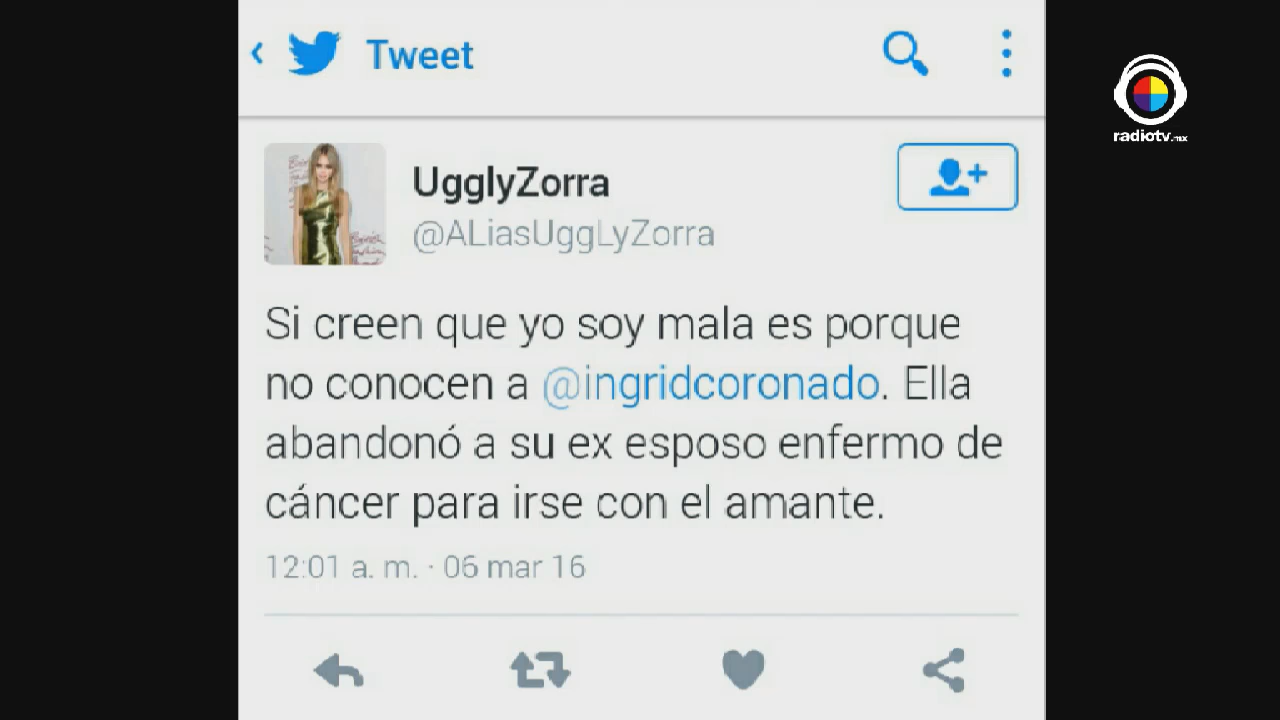 Tweet
radiotv.mx
UgglyZorra
@ALiasUggLyZorra
Si creen que yo soy mala es porque
no conocen a @ingridcoronado. Ella
abandonó a su ex esposo enfermo de
cáncer para irse con el amante.
12:01 a. m. · 06 mar 16